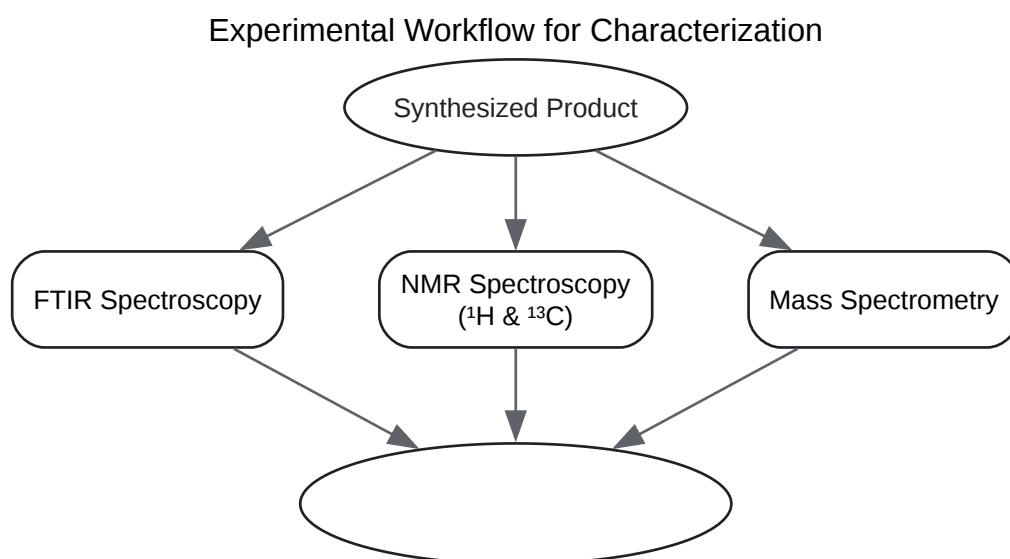 Experimental Workflow for Characterization
Synthesized Product
FTIR Spectroscopy
NMR Spectroscopy
(¹H & ¹³C)
Mass Spectrometry